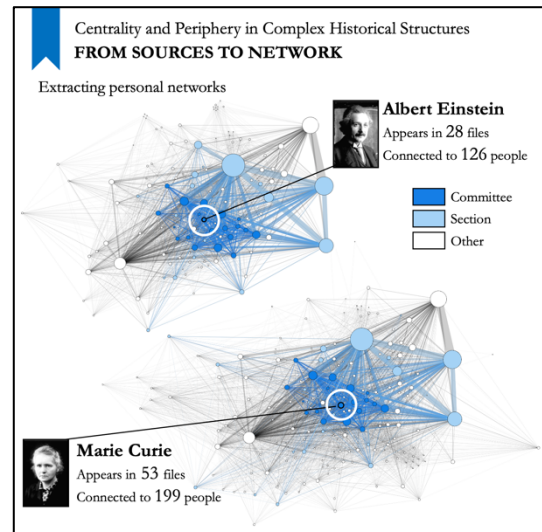 Centrality and Periphery in Complex Historical Structures
FROM SOURCES TO NETWORK
Extracting personal networks
Albert Einstein
Appears in 28 files
Connected to 126 people
Committee
Section
Other
Marie Curie
Appears in 53 files
Connected to 199 people